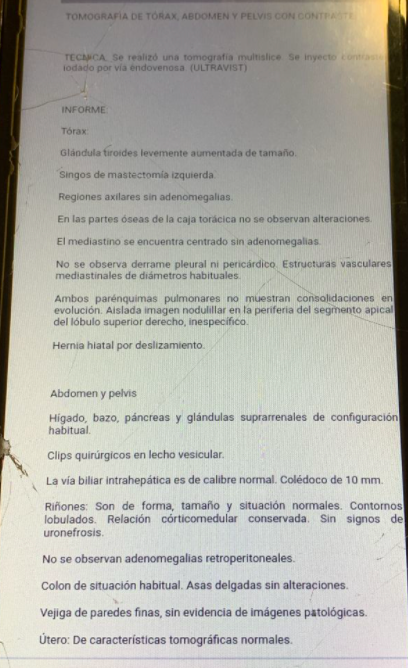 TOMOGRAFÍA DE TÓRAX, ABDOMEN Y PELVIS CON CONTRASTE
TECNICA. Se realizó una tomografía multislice. Se inyecto contraste
iodado por vía endovenosa. (ULTRAVIST)
INFORME:
Tórax:
Glándula tiroides levemente aumentada de tamaño.
Singos de mastectomía izquierda.
Regiones axilares sin adenomegalias.
En las partes óseas de la caja torácica no se observan alteraciones.
El mediastino se encuentra centrado sin adenomegalias.
No se observa derrame pleural ni pericárdico. Estructuras vasculares
mediastinales de diámetros habituales.
Ambos parénquimas pulmonares no muestran consolidaciones en
evolución. Aislada imagen nodulillar en la periferia del segmento apical
del lóbulo superior derecho, inespecífico.
Hernia hiatal por deslizamiento.
Abdomen y pelvis
Hígado, bazo, páncreas y glándulas suprarrenales de configuración
habitual.
Clips quirúrgicos en lecho vesicular.
La vía biliar intrahepática es de calibre normal. Colédoco de 10 mm.
Riñones: Son de forma, tamaño y situación normales. Contornos
lobulados. Relación córticomedular conservada. Sin signos de
uronefrosis.
No se observan adenomegalias retroperitoneales.
Colon de situación habitual. Asas delgadas sin alteraciones.
Vejiga de paredes finas, sin evidencia de imágenes patológicas.
Útero: De características tomográficas normales.